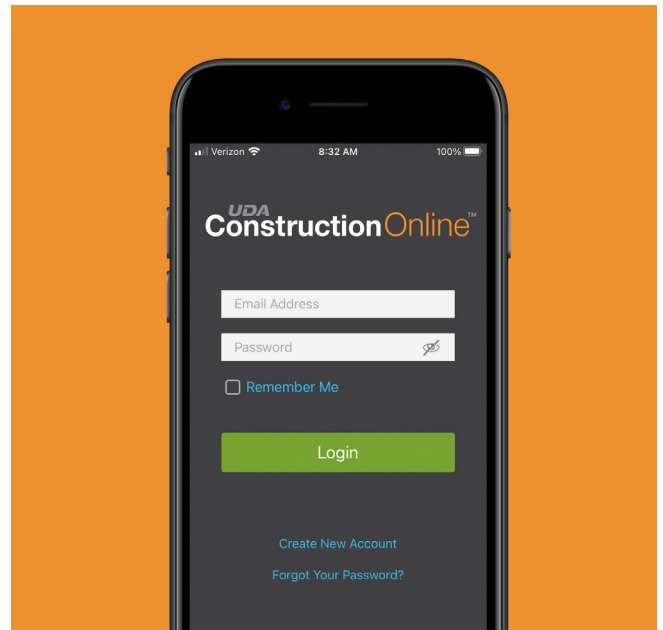 Verizon 8:32 AM 100%
UDA
ConstructionOnline™
Email Address
Password
Remember Me
Login
Create New Account
Forgot Your Password?